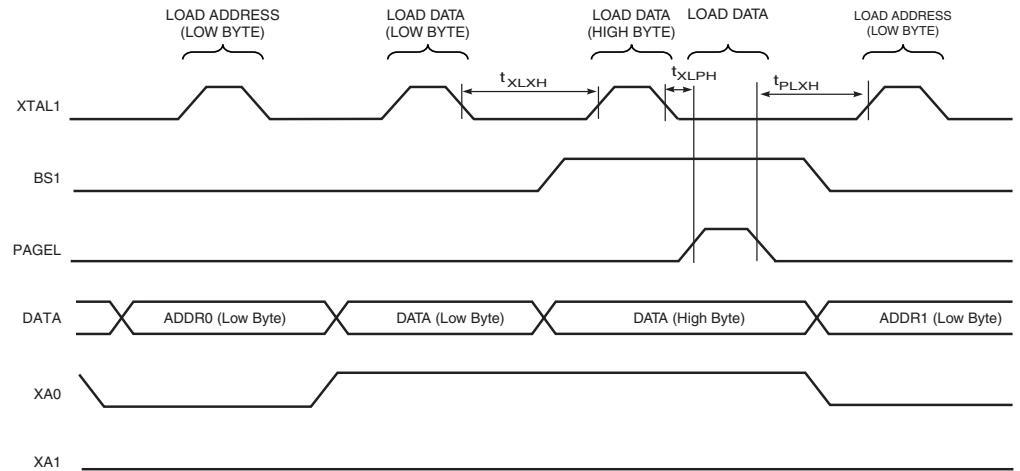 LOAD ADDRESS
(LOW BYTE)
LOAD DATA
(LOW BYTE)
LOAD DATA
(HIGH BYTE)
LOAD DATA
LOAD ADDRESS
(LOW BYTE)
tXLXH
tXLPH
tPLXH
XTAL1
BS1
PAGEL
DATA
ADDR0 (Low Byte)
DATA (Low Byte)
DATA (High Byte)
ADDR1 (Low Byte)
XA0
XA1